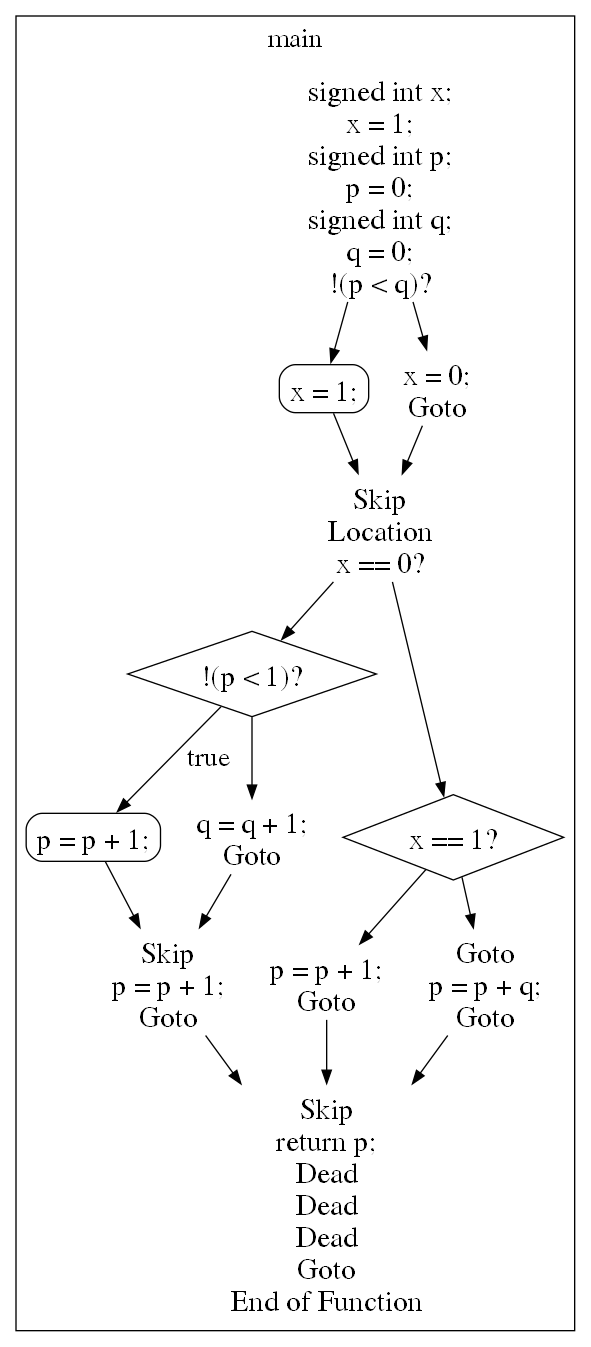 main
signed int x;
x = 1;
signed int p;
p = 0;
signed int q;
q = 0;
!(p < q)?
x = 1;
x = 0;
Goto
Skip
Location
x == 0?
!(p < 1)?
true
p = p + 1;
q = q + 1;
Goto
x == 1?
Skip
p = p + 1;
Goto
p = p + 1;
Goto
Goto
p = p + q;
Goto
Skip
return p;
Dead
Dead
Dead
Goto
End of Function